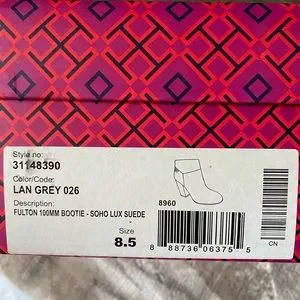 Style no:
31148390
Color/Code:
LAN GREY 026
Description:
8960
FULTON 100MM BOOTIE - SOHO LUX SUEDE
Size
8.5
8 88736 06375 5
CN